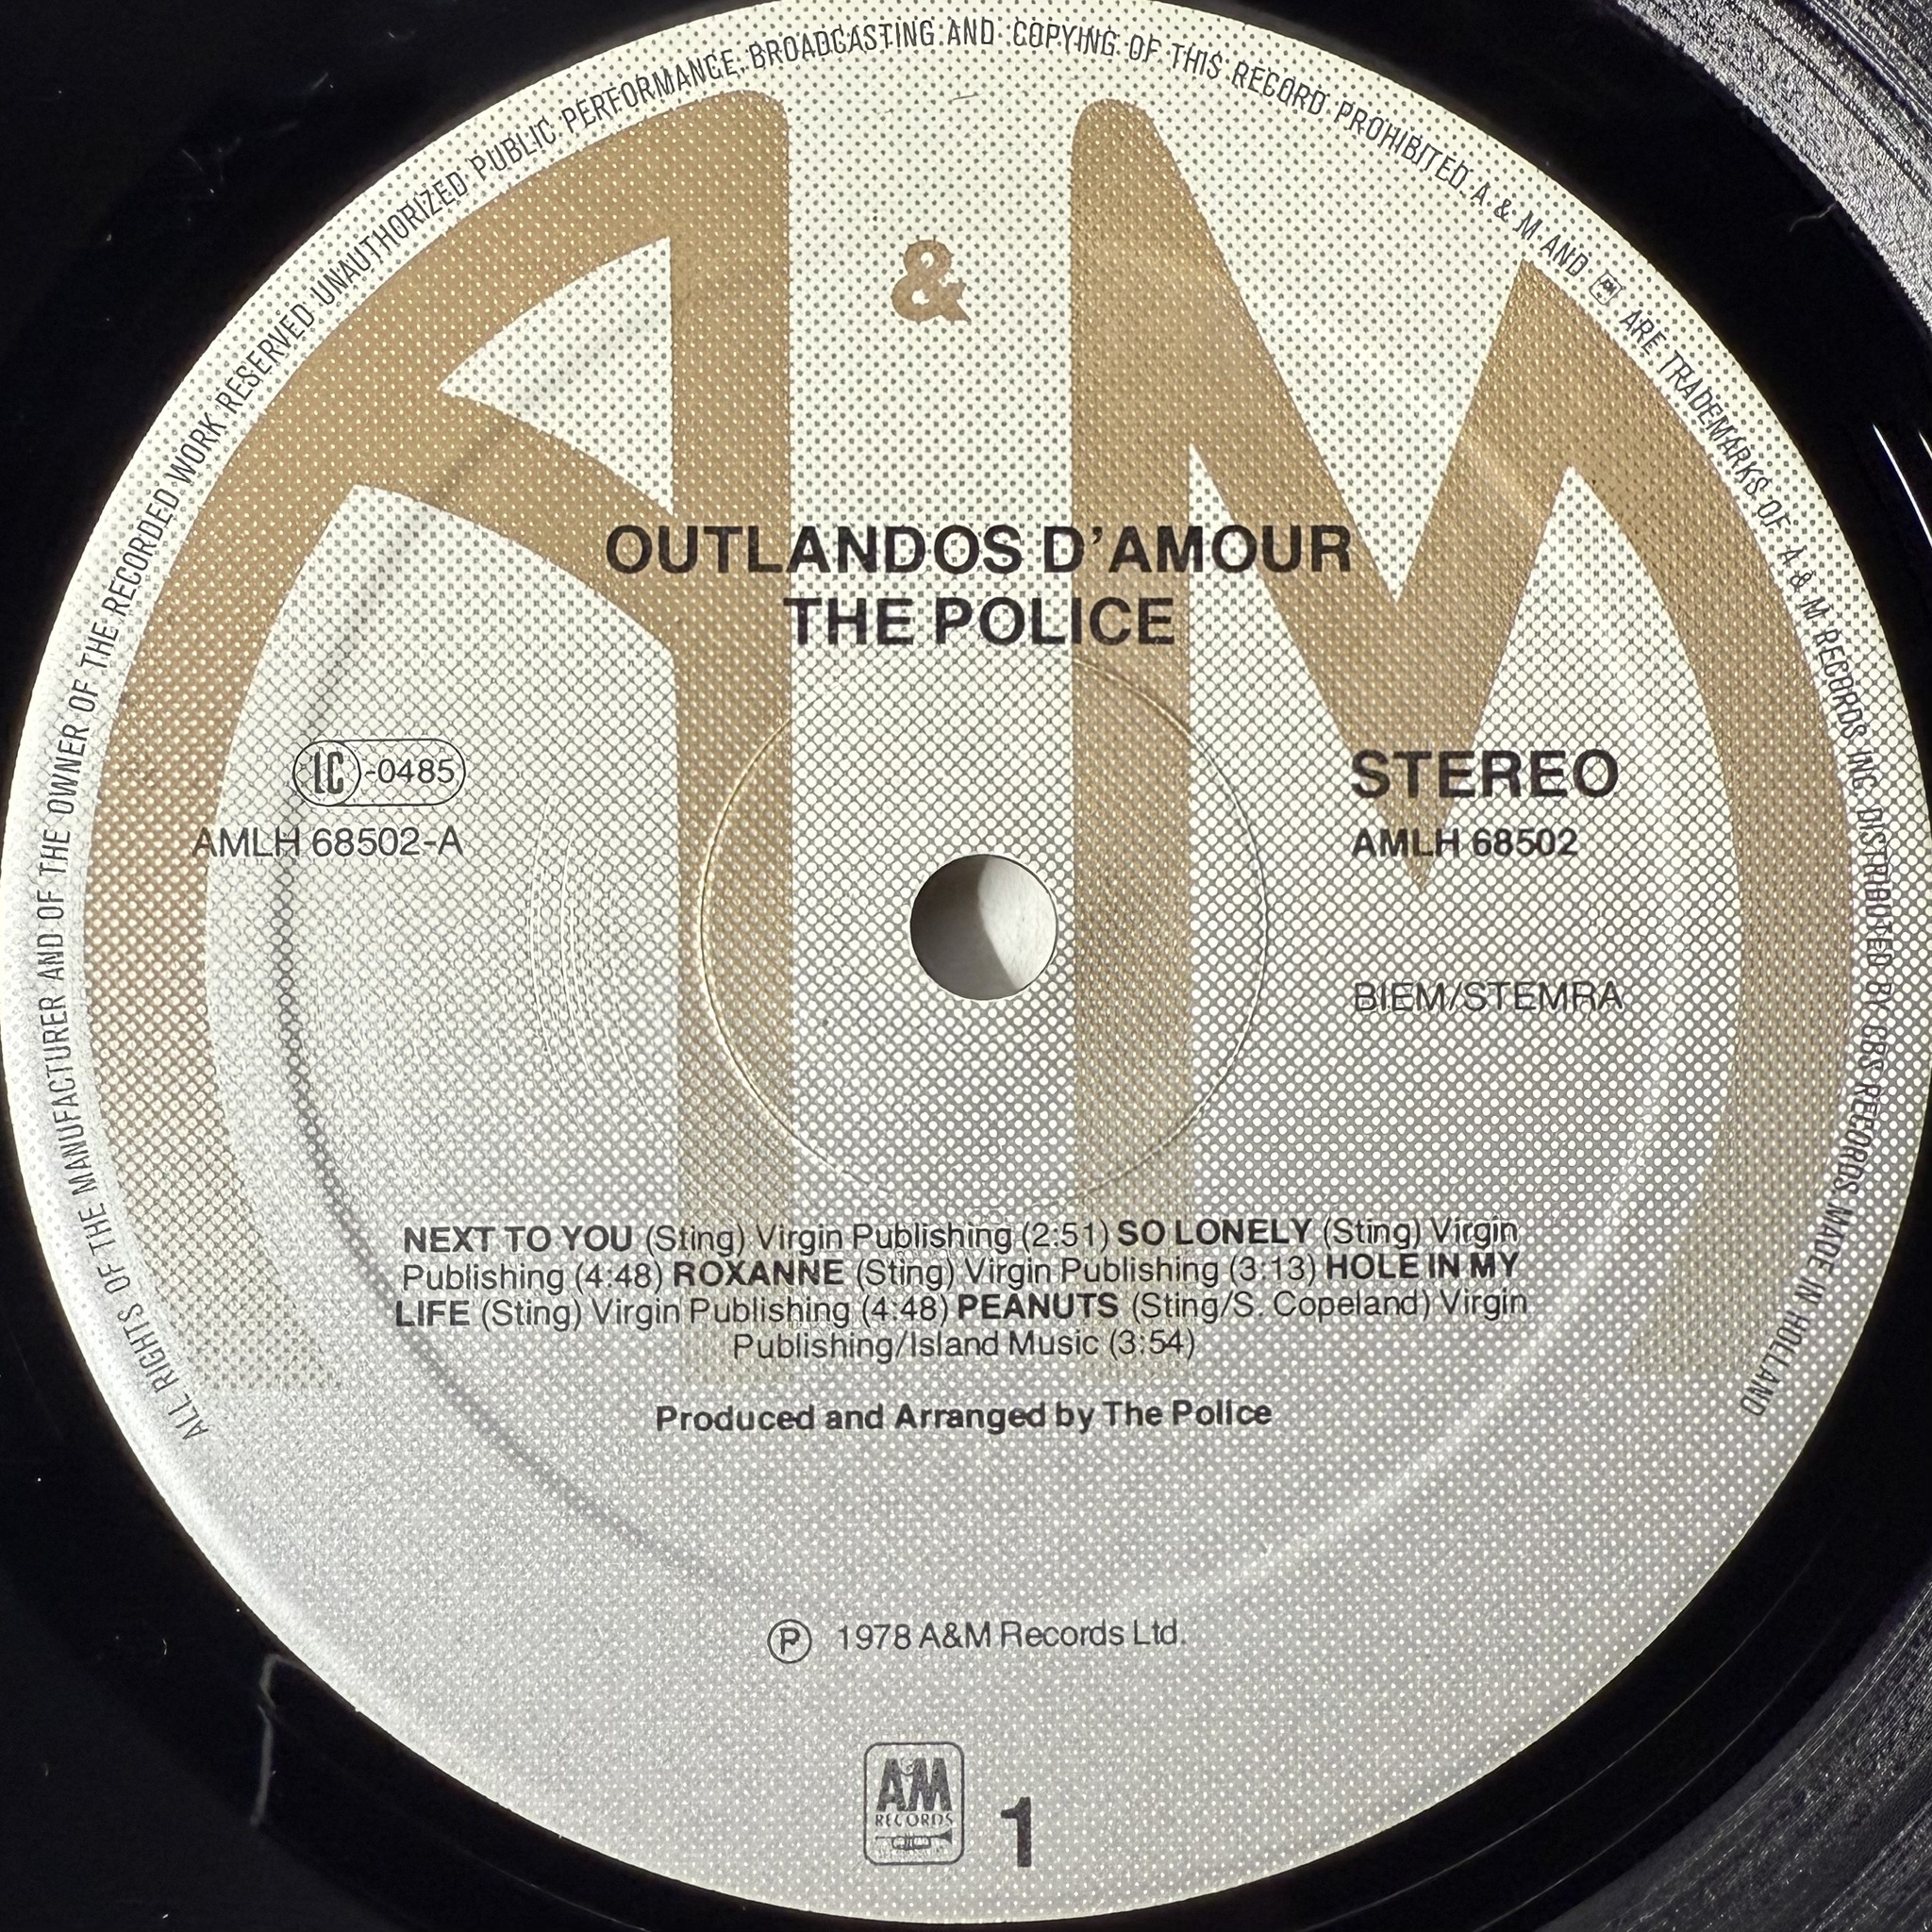 ALL RIGHTS OF THE MANUFACTURER AND OF THE OWNER OF THE RECORDED WORK RESERVED UNAUTHORIZED PUBLIC PERFORMANCE, BROADCASTING AND COPYING OF THIS RECORD PROHIBITED A & M AND AM ARE TRADEMARKS OF A & M RECORDS INC. DISTRIBUTED BY CBS RECORDS MADE IN HOLLAND
A & M
OUTLANDOS D'AMOUR
THE POLICE
LC-0485
AMLH 68502-A
STEREO
AMLH 68502
BIEM/STEMRA
NEXT TO YOU (Sting) Virgin Publishing (2:51) SO LONELY (Sting) Virgin
Publishing (4:48) ROXANNE (Sting) Virgin Publishing (3:13) HOLE IN MY
LIFE (Sting) Virgin Publishing (4:48) PEANUTS (Sting/S. Copeland) Virgin
Publishing/Island Music (3:54)
Produced and Arranged by The Police
Ⓟ 1978 A&M Records Ltd.
A&M
RECORDS
1